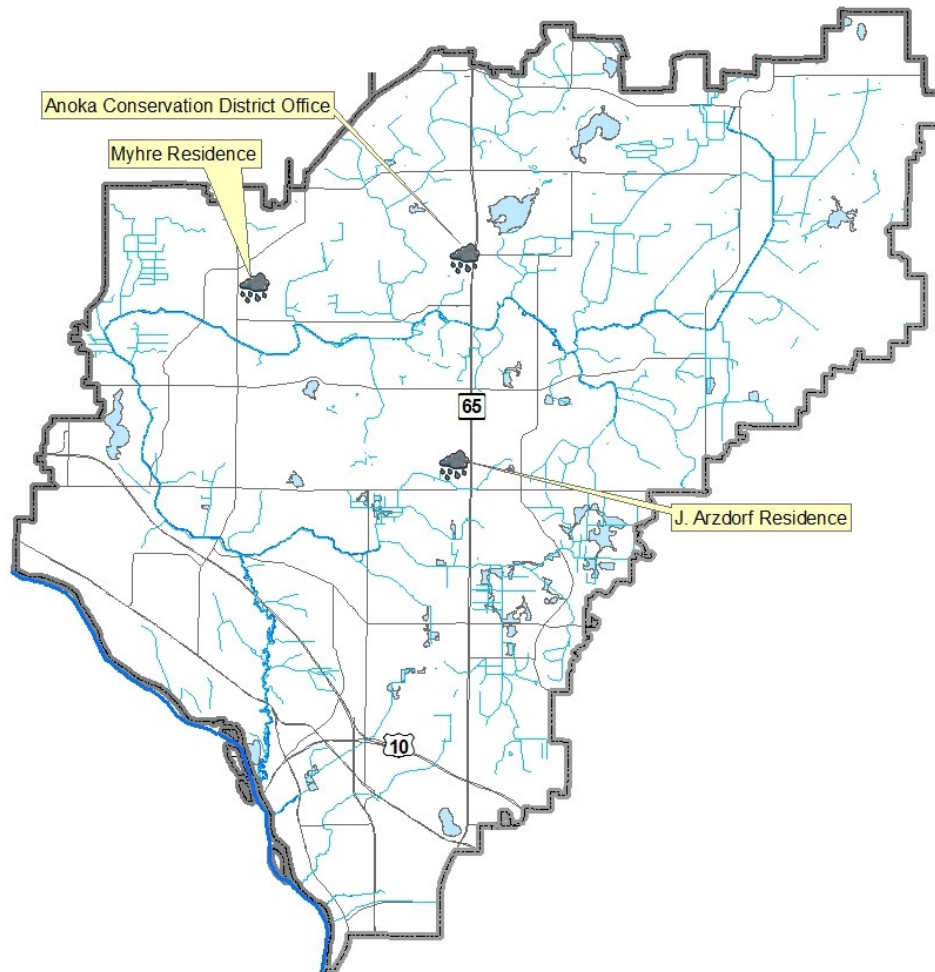 Anoka Conservation District Office
Myhre Residence
65
J. Arzdorf Residence
10